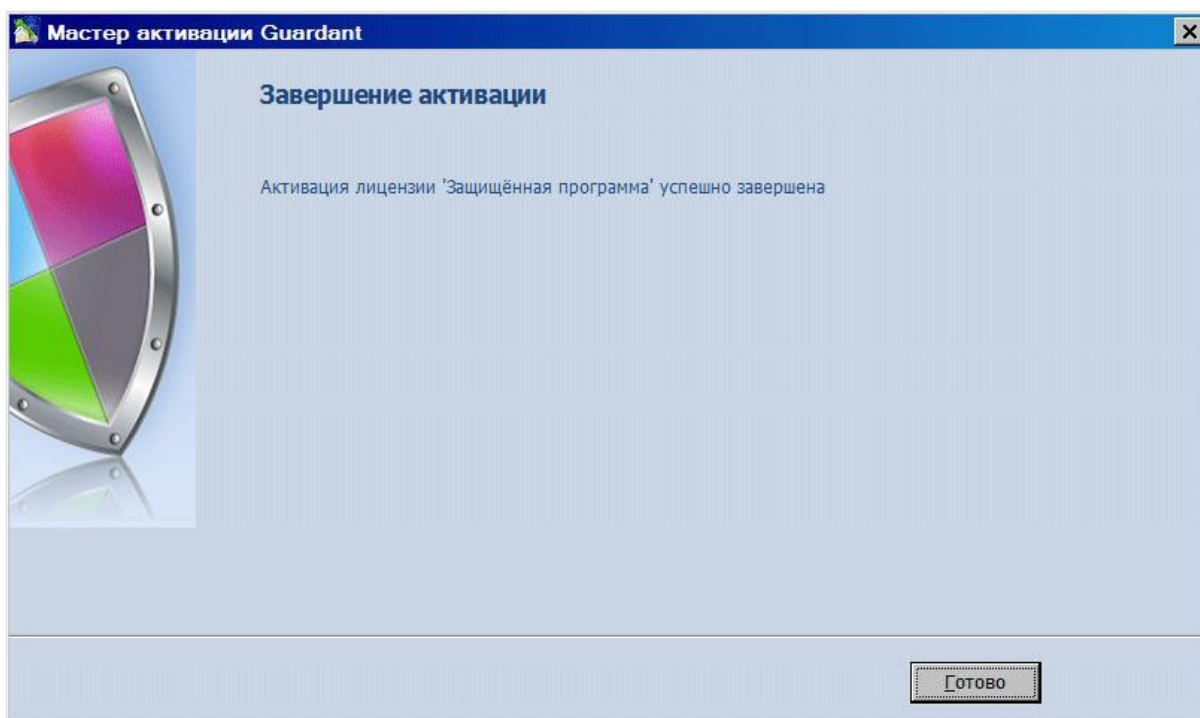 Мастер активации Guardant
Завершение активации
Активация лицензии 'Защищённая программа' успешно завершена
Готово